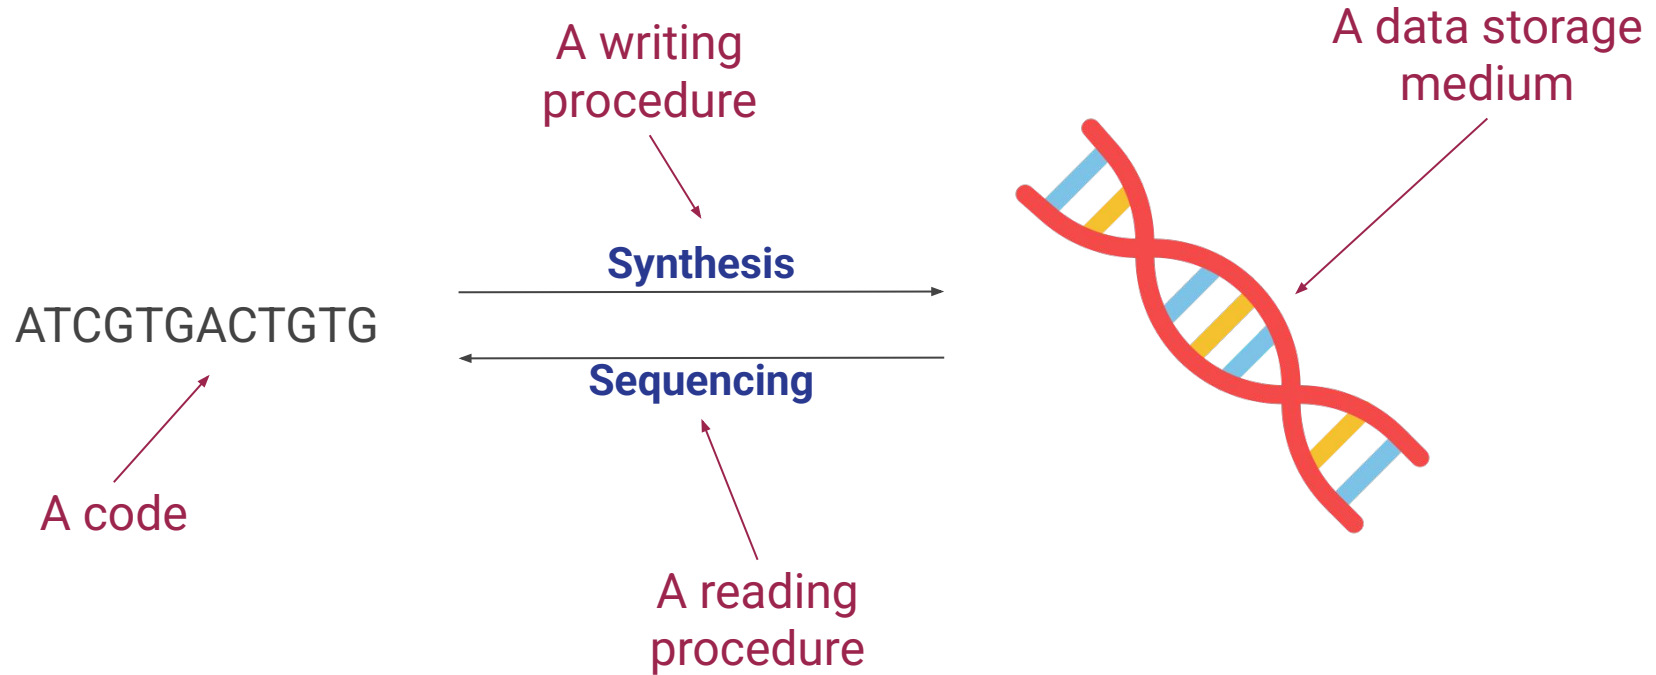 A writing
procedure
A data storage
medium
Synthesis
ATCGTGACTGTG
Sequencing
A code
A reading
procedure